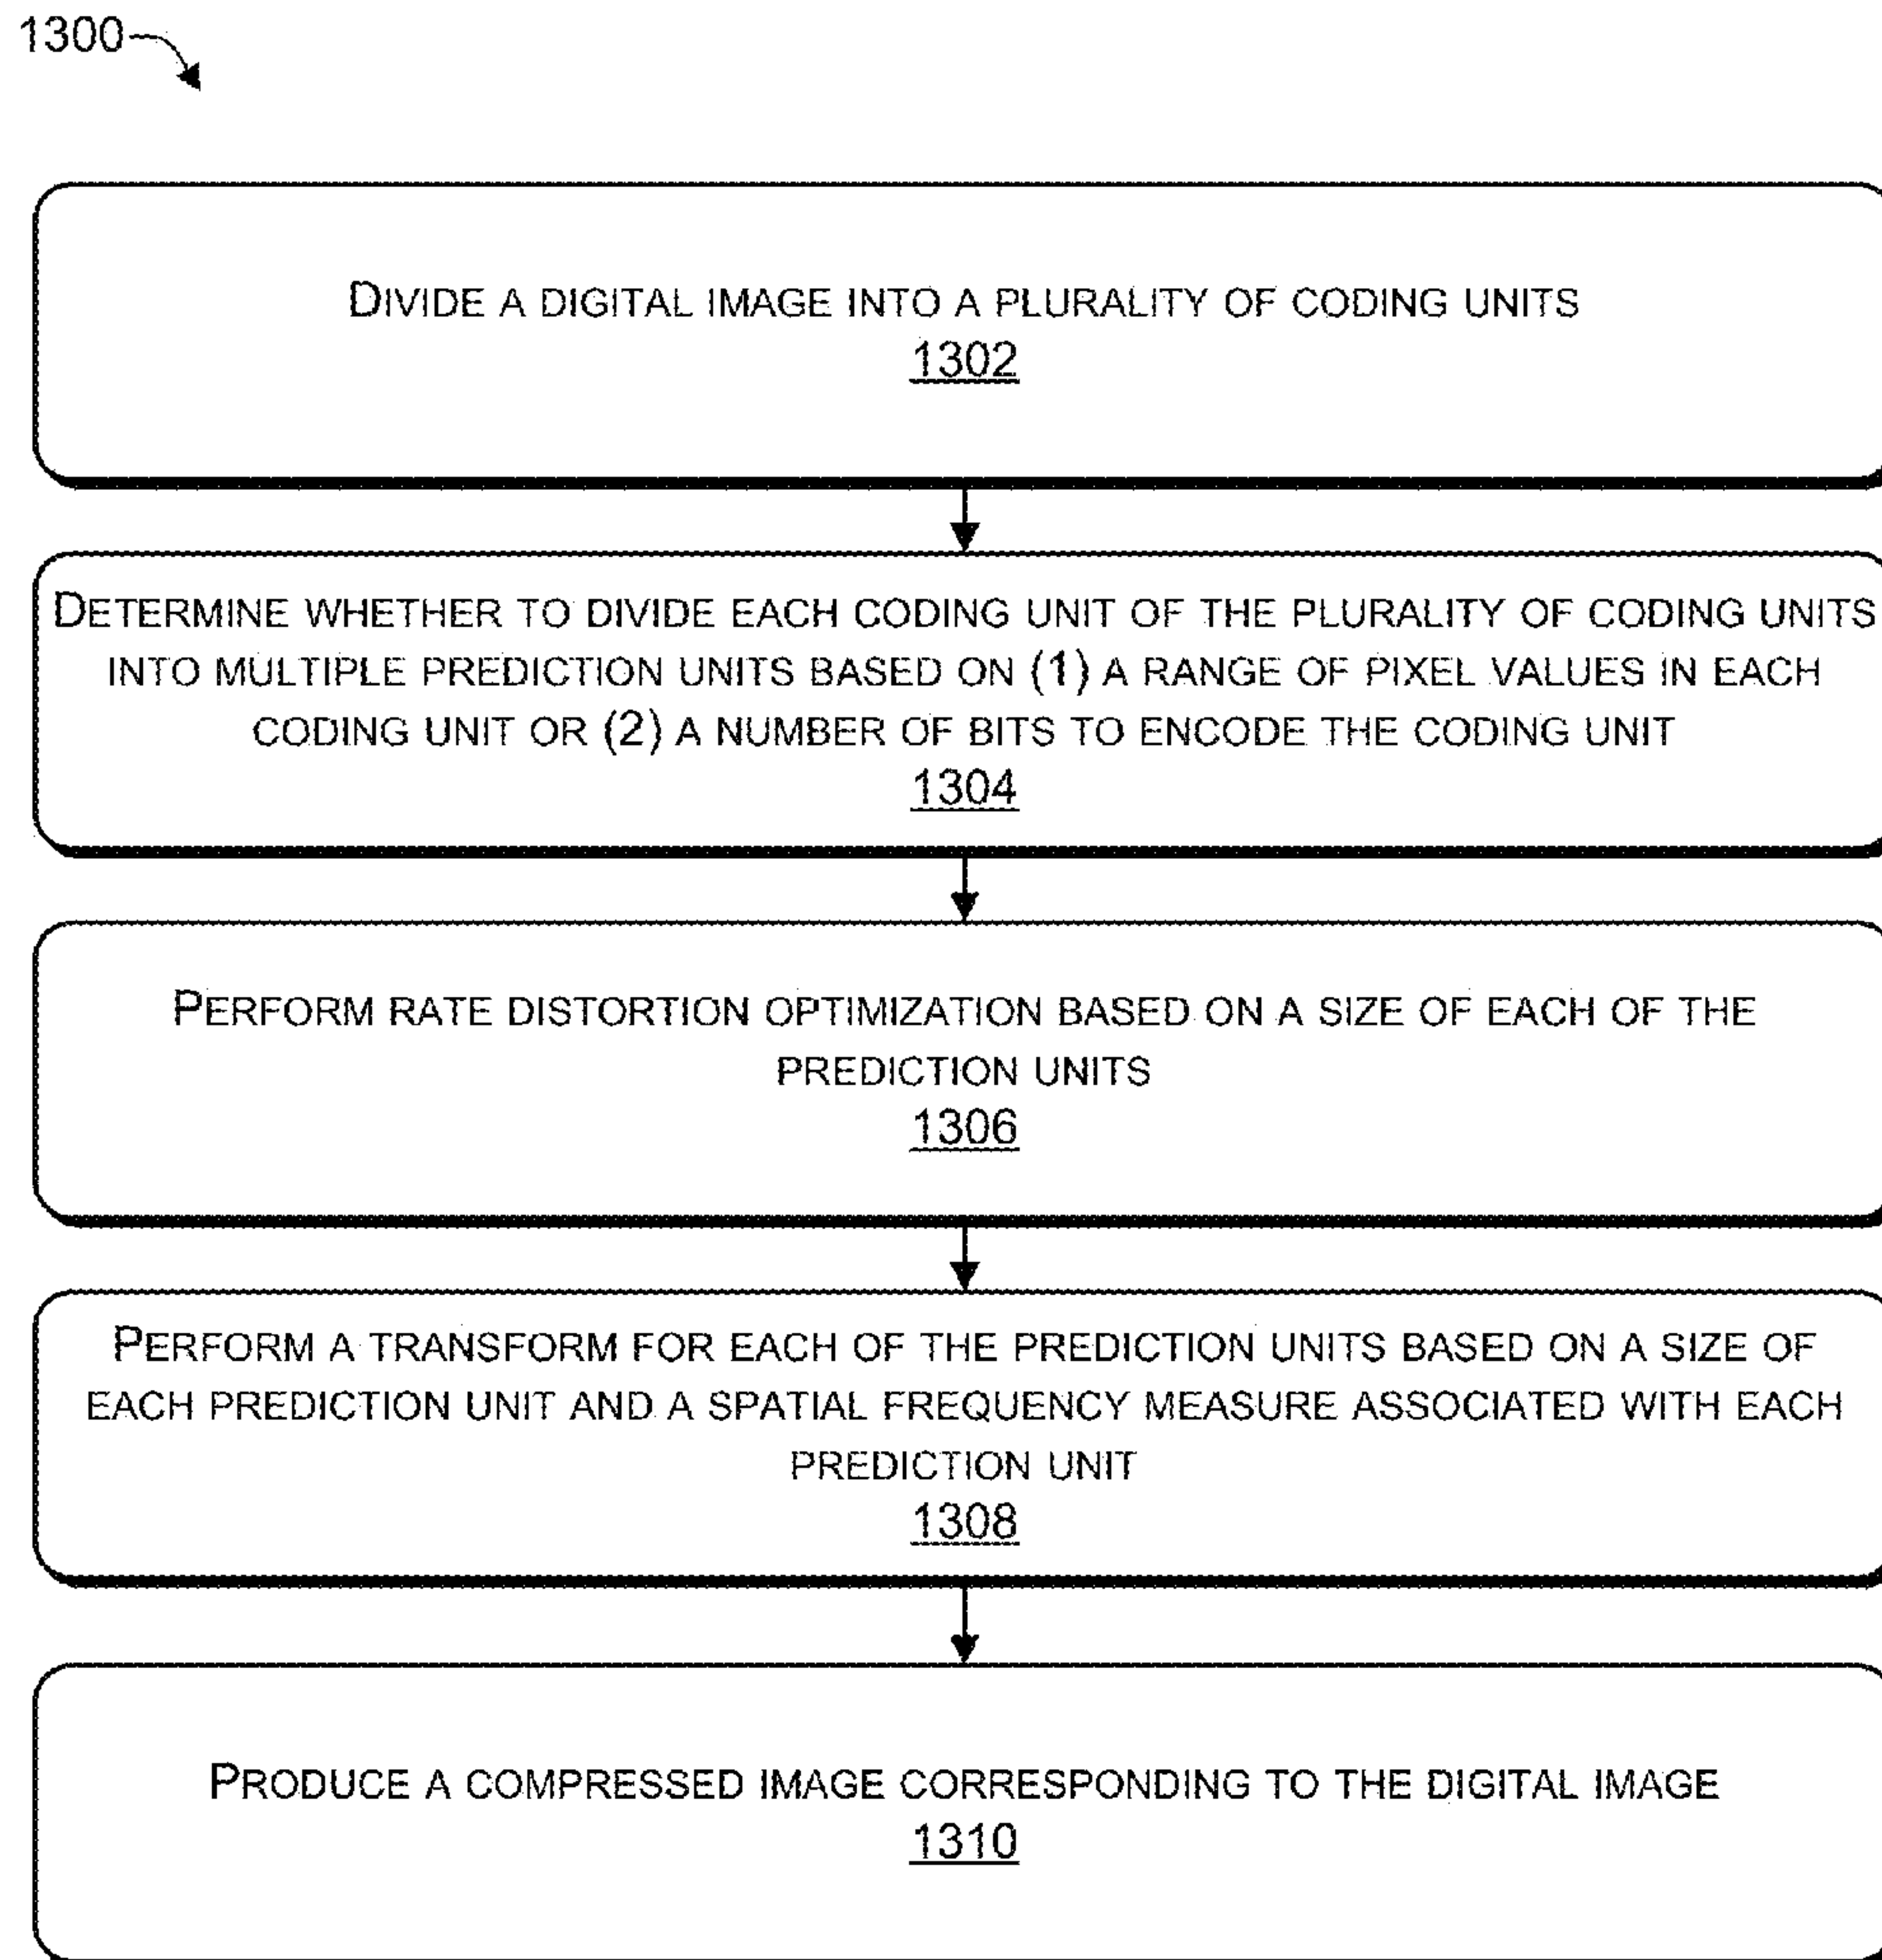 1300
DIVIDE A DIGITAL IMAGE INTO A PLURALITY OF CODING UNITS
1302
DETERMINE WHETHER TO DIVIDE EACH CODING UNIT OF THE PLURALITY OF CODING UNITS
INTO MULTIPLE PREDICTION UNITS BASED ON (1) A RANGE OF PIXEL VALUES IN EACH
CODING UNIT OR (2) A NUMBER OF BITS TO ENCODE THE CODING UNIT
1304
PERFORM RATE DISTORTION OPTIMIZATION BASED ON A SIZE OF EACH OF THE
PREDICTION UNITS
1306
PERFORM A TRANSFORM FOR EACH OF THE PREDICTION UNITS BASED ON A SIZE OF
EACH PREDICTION UNIT AND A SPATIAL FREQUENCY MEASURE ASSOCIATED WITH EACH
PREDICTION UNIT
1308
PRODUCE A COMPRESSED IMAGE CORRESPONDING TO THE DIGITAL IMAGE
1310